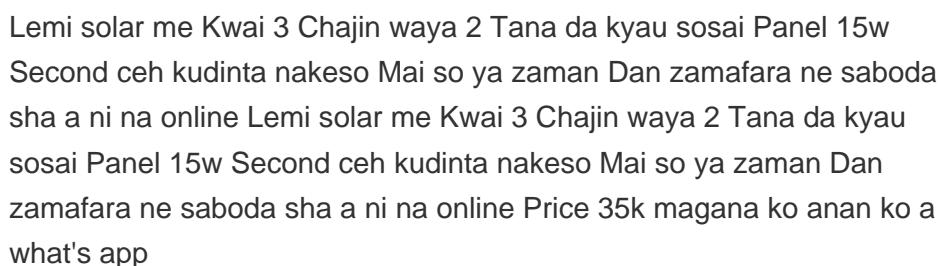 Lemi solar me Kwai 3 Chajin waya 2 Tana da kyau sosai Panel 15w
Second ceh kudinta nakeso Mai so ya zaman Dan zamafara ne saboda
sha a ni na online Lemi solar me Kwai 3 Chajin waya 2 Tana da kyau
sosai Panel 15w Second ceh kudinta nakeso Mai so ya zaman Dan
zamafara ne saboda sha a ni na online Price 35k magana ko anan ko a
what's app